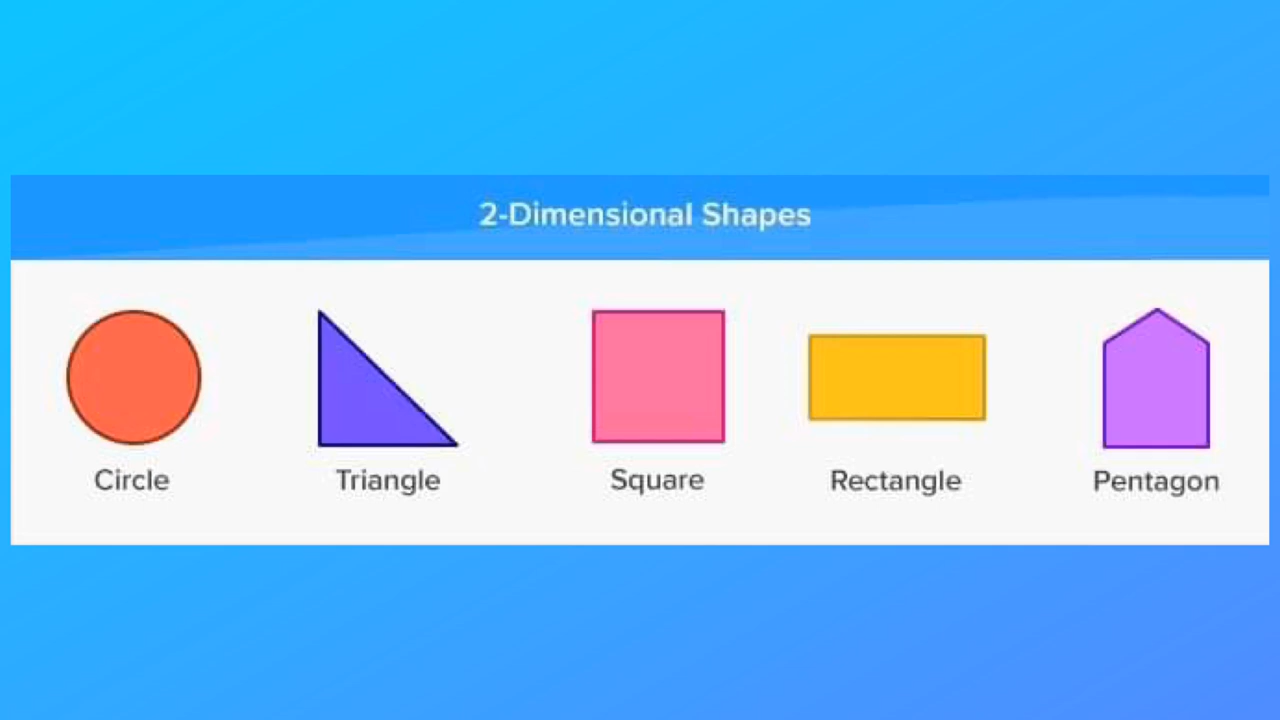 2-Dimensional Shapes
Circle
Triangle
Square
Rectangle
Pentagon